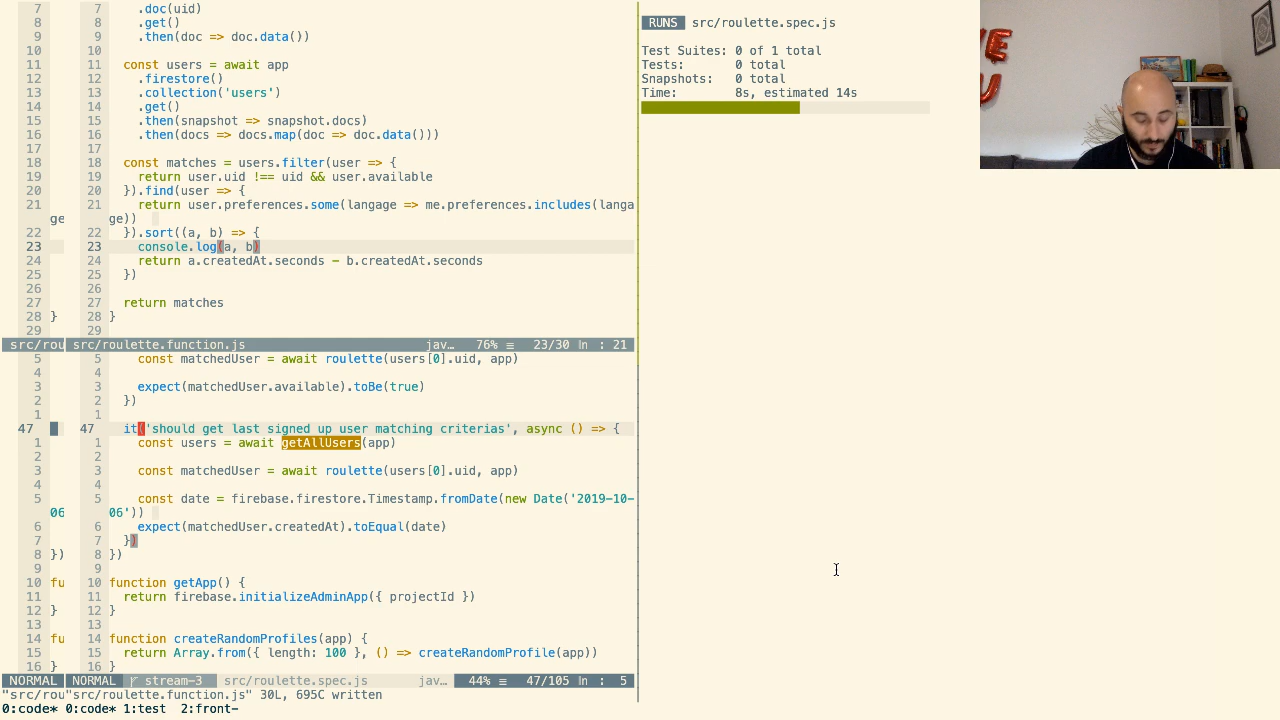 7 7 .doc(uid)
8 8 .get()
9 9 .then(doc => doc.data())
10 10
11 11 const users = await app
12 12 .firestore()
13 13 .collection('users')
14 14 .get()
15 15 .then(snapshot => snapshot.docs)
16 16 .then(docs => docs.map(doc => doc.data()))
17 17
18 18 const matches = users.filter(user => {
19 19 return user.uid !== uid && user.available
20 20 }).find(user => {
21 21 return user.preferences.some(langage => me.preferences.includes(langa
ge ge))
22 22 }).sort((a, b) => {
23 23 console.log(a, b)
24 24 return a.createdAt.seconds - b.createdAt.seconds
25 25 })
26 26
27 27 return matches
28 } 28 }
29 29
src/rou src/roulette.function.js jav… 76% ≡ 23/30 ㏑ : 21
5 5 const matchedUser = await roulette(users[0].uid, app)
4 4
3 3 expect(matchedUser.available).toBe(true)
2 2 })
1 1
47 47 it('should get last signed up user matching criterias', async () => {
1 1 const users = await getAllUsers(app)
2 2
3 3 const matchedUser = await roulette(users[0].uid, app)
4 4
5 5 const date = firebase.firestore.Timestamp.fromDate(new Date('2019-10-
06 06'))
6 6 expect(matchedUser.createdAt).toEqual(date)
7 7 })
8 }) 8 })
9 9
10 fu 10 function getApp() {
11 11 return firebase.initializeAdminApp({ projectId })
12 } 12 }
13 13
14 fu 14 function createRandomProfiles(app) {
15 15 return Array.from({ length: 100 }, () => createRandomProfile(app))
16 } 16 }
NORMAL NORMAL stream-3 src/roulette.spec.js jav… 44% ≡ 47/105 ㏑ : 5
"src/rou"src/roulette.function.js" 30L, 695C written
0:code* 0:code* 1:test 2:front-
RUNS src/roulette.spec.js
Test Suites: 0 of 1 total
Tests: 0 total
Snapshots: 0 total
Time: 8s, estimated 14s